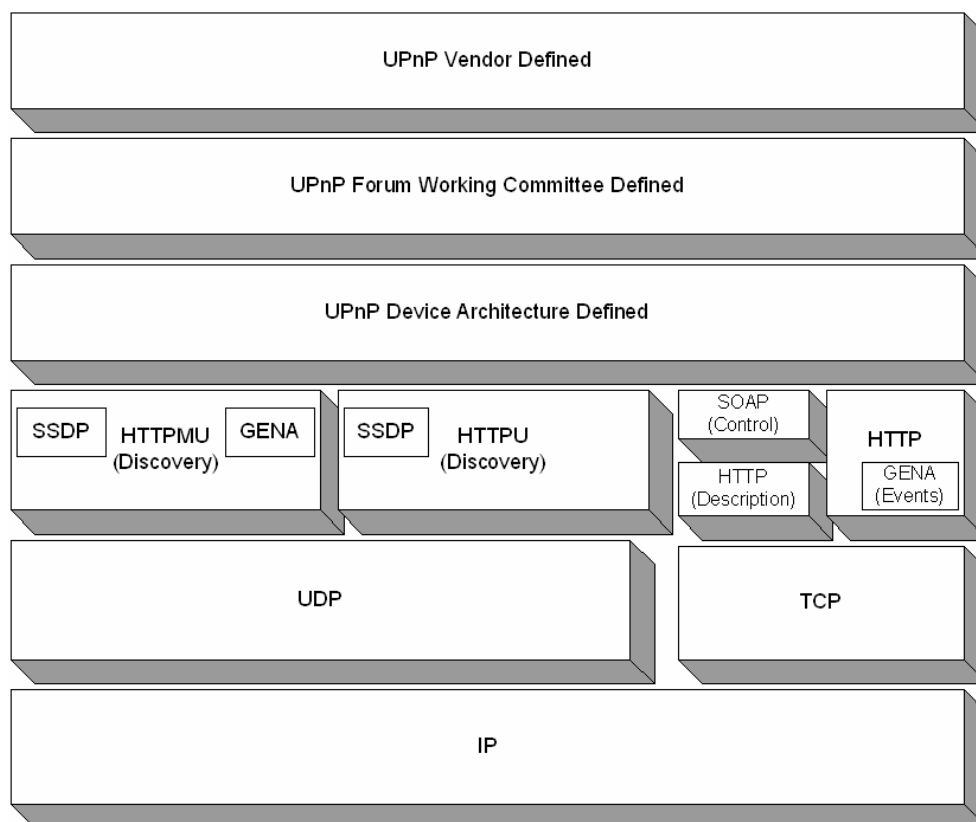 UPnP Vendor Defined
UPnP Forum Working Committee Defined
UPnP Device Architecture Defined
SSDP
HTTPMU
(Discovery)
GENA
SSDP
HTTPU
(Discovery)
SOAP
(Control)
HTTP
(Description)
HTTP
GENA
(Events)
UDP
TCP
IP